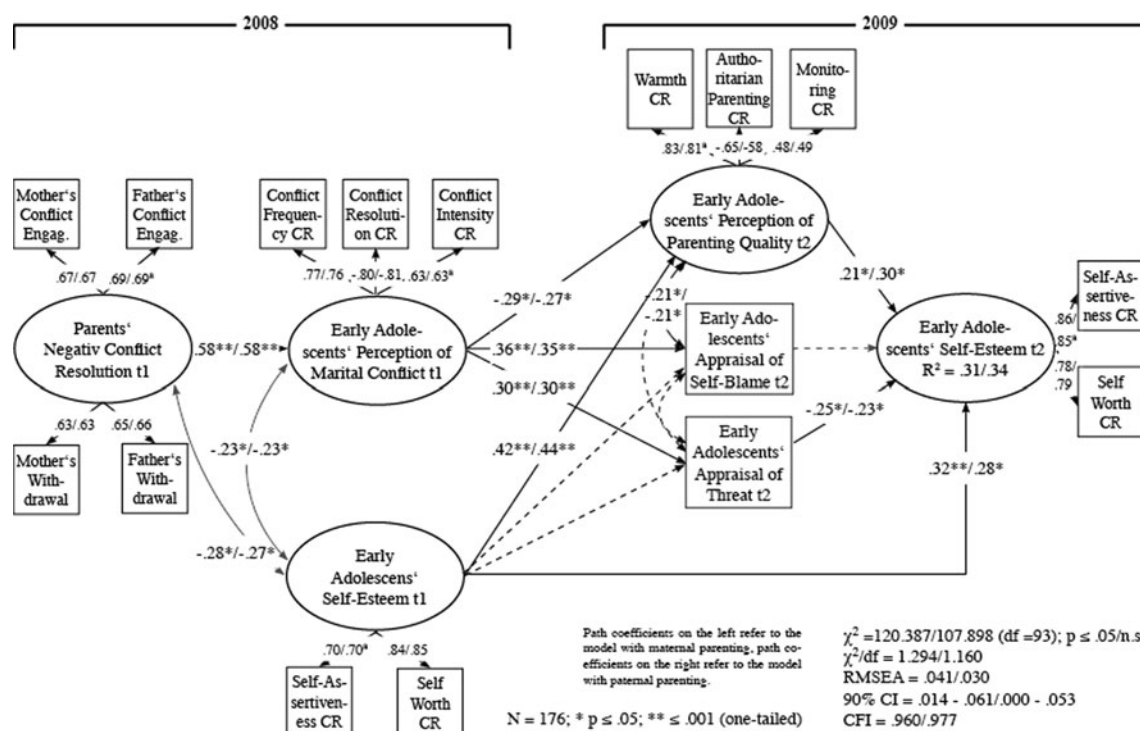 2008
2009
Warmth
CR
Autho-
ritarian
Parenting
CR
Monito-
ring
CR
.83/.81ª
-.65/-58
.48/.49
Mother‘s
Conflict
Engag.
Father‘s
Conflict
Engag.
Conflict
Frequen-
cy CR
Conflict
Resoluti-
on CR
Conflict
Intensity
CR
.67/.67
.69/.69ª
.77/.76
-.80/-.81
.63/.63ª
Early Adole-
scents‘ Perception of
Parenting Quality t2
Parents‘
Negativ Conflict
Resolution t1
.58**/.58**
Early Adole-
scents‘ Perception of
Marital Conflict t1
-.29*/-.27*
-.21*/
-.21*
.21*/.30*
.36**/.35**
.30**/.30**
.42**/.44**
Early Ado-
lescents‘
Appraisal of
Self-Blame t2
Early
Adolescents‘
Appraisal of
Threat t2
-.25*/-.23*
Early Adole-
scents‘ Self-Esteem t2
R² = .31/.34
Self-As-
sertive-
ness CR
.86/
.85ª
.78/
.79
Self
Worth
CR
.63/.63
.65/.66
Mother‘s
With-
drawal
Father‘s
With-
drawal
-.23*/-.23*
-.28*/-.27*
.32**/.28*
Early
Adolescens‘
Self-Esteem t1
.70/.70ª
.84/.85
Self-As-
sertiven-
ess CR
Self
Worth
CR
Path coefficients on the left refer to the
model with maternal parenting, path co-
efficients on the right refer to the model
with paternal parenting.
N = 176; * p ≤ .05; ** ≤ .001 (one-tailed)
χ² =120.387/107.898 (df =93); p ≤ .05/n.s
χ²/df = 1.294/1.160
RMSEA = .041/.030
90% CI = .014 - .061/.000 - .053
CFI = .960/.977